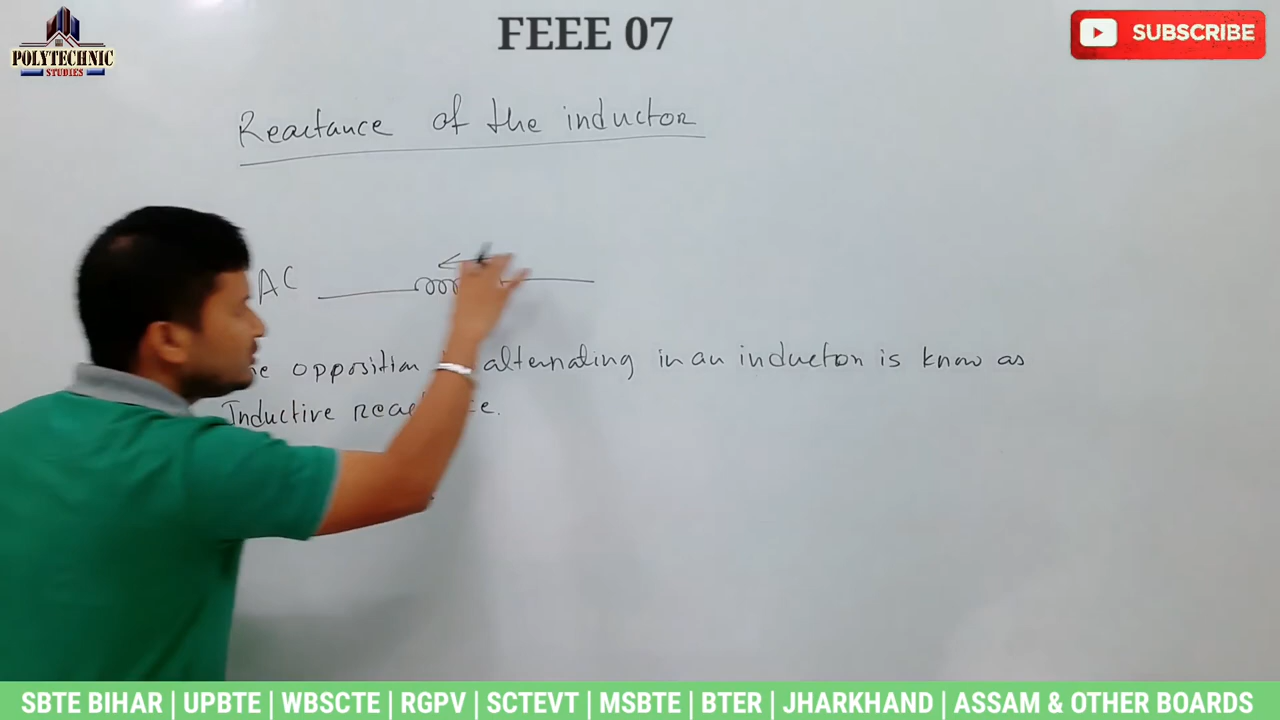 POLYTECHNIC
STUDIES
FEEE 07
SUBSCRIBE
Reactance of the inductor
AC
opposition alternating in an inductor is know as
Inductive
SBTE BIHAR | UPBTE | WBSCTE | RGPV | SCTEVT | MSBTE | BTER | JHARKHAND | ASSAM & OTHER BOARDS